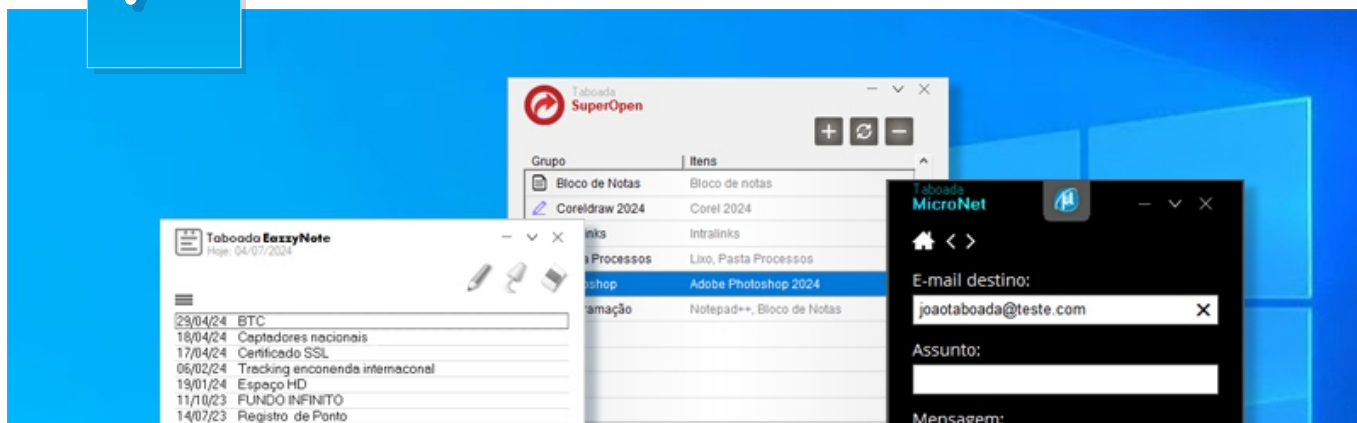 Taboada
SuperOpen
Grupo
Itens
Bloco de Notas
Bloco de notas
Coreldraw 2024
Corel 2024
Intralinks
Processos
Lixo, Pasta Processos
Adobe Photoshop 2024
Notepad++, Bloco de Notas
Taboada EazzyNote
Hoje: 04/07/2024
29/04/24 BTC
18/04/24 Captadores nacionais
17/04/24 Certificado SSL
06/02/24 Tracking enconenda internaconal
19/01/24 Espaço HD
11/10/23 FUNDO INFINITO
14/07/23 Registro de Ponto
Taboada
MicroNet
µ
E-mail destino:
joaotaboada@teste.com
Assunto:
Mensagem: